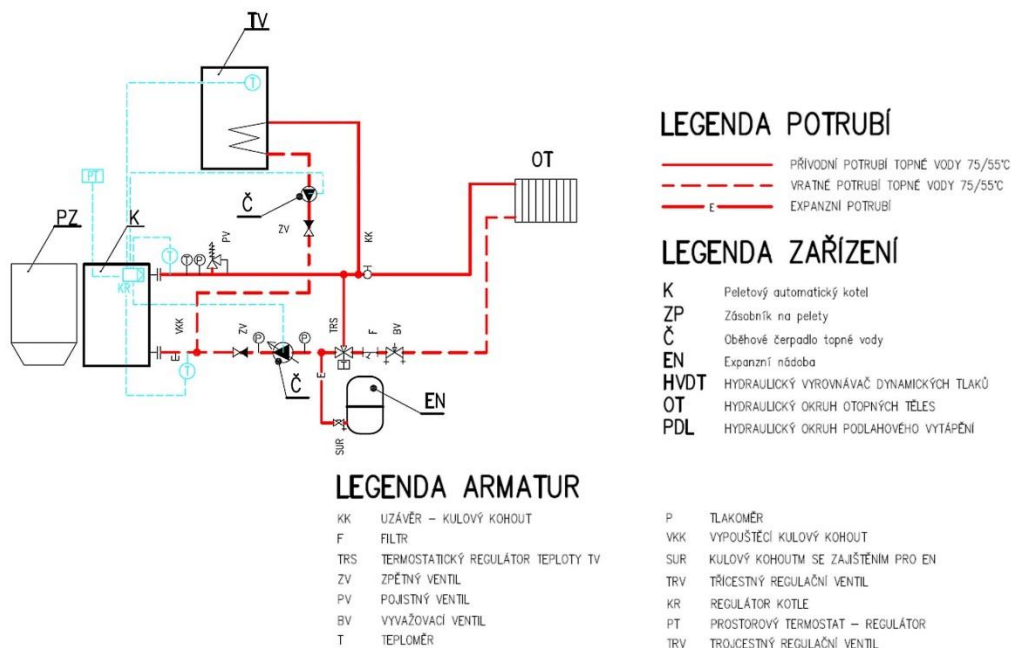 TV
T
PT
Č
ZV
OT
PZ
K
PV
KK
T
T P
KR
VKK
ZV
P
P
TRS
F
BV
E
T
Č
E
EN
SUR
LEGENDA POTRUBÍ
PŘÍVODNÍ POTRUBÍ TOPNÉ VODY 75/55°C
VRATNÉ POTRUBÍ TOPNÉ VODY 75/55°C
E EXPANZNÍ POTRUBÍ
LEGENDA ZAŘÍZENÍ
K Peletový automatický kotel
ZP Zásobník na pelety
Č Oběhové čerpadlo topné vody
EN Expanzní nádoba
HVDT HYDRAULICKÝ VYROVNÁVAČ DYNAMICKÝCH TLAKŮ
OT HYDRAULICKÝ OKRUH OTOPNÝCH TĚLES
PDL HYDRAULICKÝ OKRUH PODLAHOVÉHO VYTÁPĚNÍ
LEGENDA ARMATUR
KK UZÁVĚR – KULOVÝ KOHOUT
F FILTR
TRS TERMOSTATICKÝ REGULÁTOR TEPLOTY TV
ZV ZPĚTNÝ VENTIL
PV POJISTNÝ VENTIL
BV VYVAŽOVACÍ VENTIL
T TEPLOMĚR
P TLAKOMĚR
VKK VYPOUŠTĚCÍ KULOVÝ KOHOUT
SUR KULOVÝ KOHOUTM SE ZAJIŠTĚNÍM PRO EN
TRV TŘÍCESTNÝ REGULAČNÍ VENTIL
KR REGULÁTOR KOTLE
PT PROSTOROVÝ TERMOSTAT – REGULÁTOR
TRV TROJCESTNÝ REGULAČNÍ VENTIL